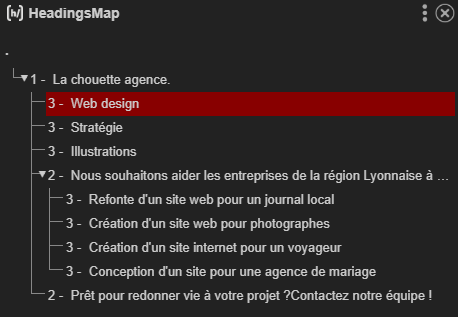 HeadingsMap
.
1 - La chouette agence.
3 - Web design
3 - Stratégie
3 - Illustrations
2 - Nous souhaitons aider les entreprises de la région Lyonnaise à ...
3 - Refonte d'un site web pour un journal local
3 - Création d'un site web pour photographes
3 - Création d'un site internet pour un voyageur
3 - Conception d'un site pour une agence de mariage
2 - Prêt pour redonner vie à votre projet ?Contactez notre équipe !